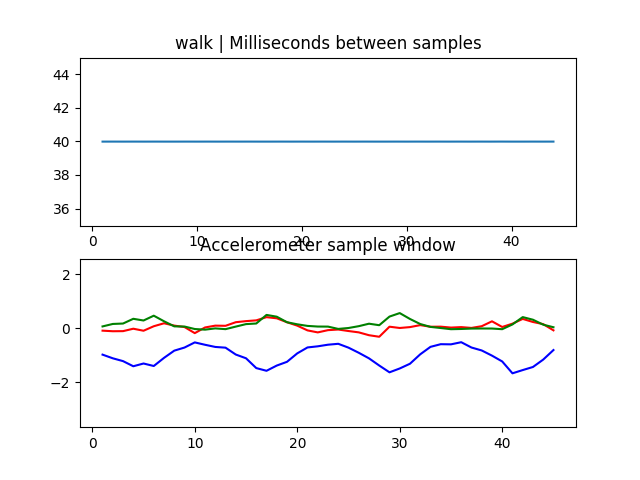 walk | Milliseconds between samples
44
42
40
38
36
0 10 20 30 40
Accelerometer sample window
2
0
−2
0 10 20 30 40